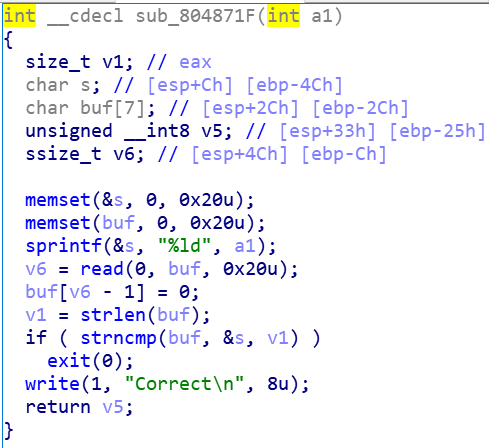 int __cdecl sub_804871F(int a1)
{
  size_t v1; // eax
  char s; // [esp+Ch] [ebp-4Ch]
  char buf[7]; // [esp+2Ch] [ebp-2Ch]
  unsigned __int8 v5; // [esp+33h] [ebp-25h]
  ssize_t v6; // [esp+4Ch] [ebp-Ch]

  memset(&s, 0, 0x20u);
  memset(buf, 0, 0x20u);
  sprintf(&s, "%ld", a1);
  v6 = read(0, buf, 0x20u);
  buf[v6 - 1] = 0;
  v1 = strlen(buf);
  if ( strncmp(buf, &s, v1) )
    exit(0);
  write(1, "Correct\n", 8u);
  return v5;
}